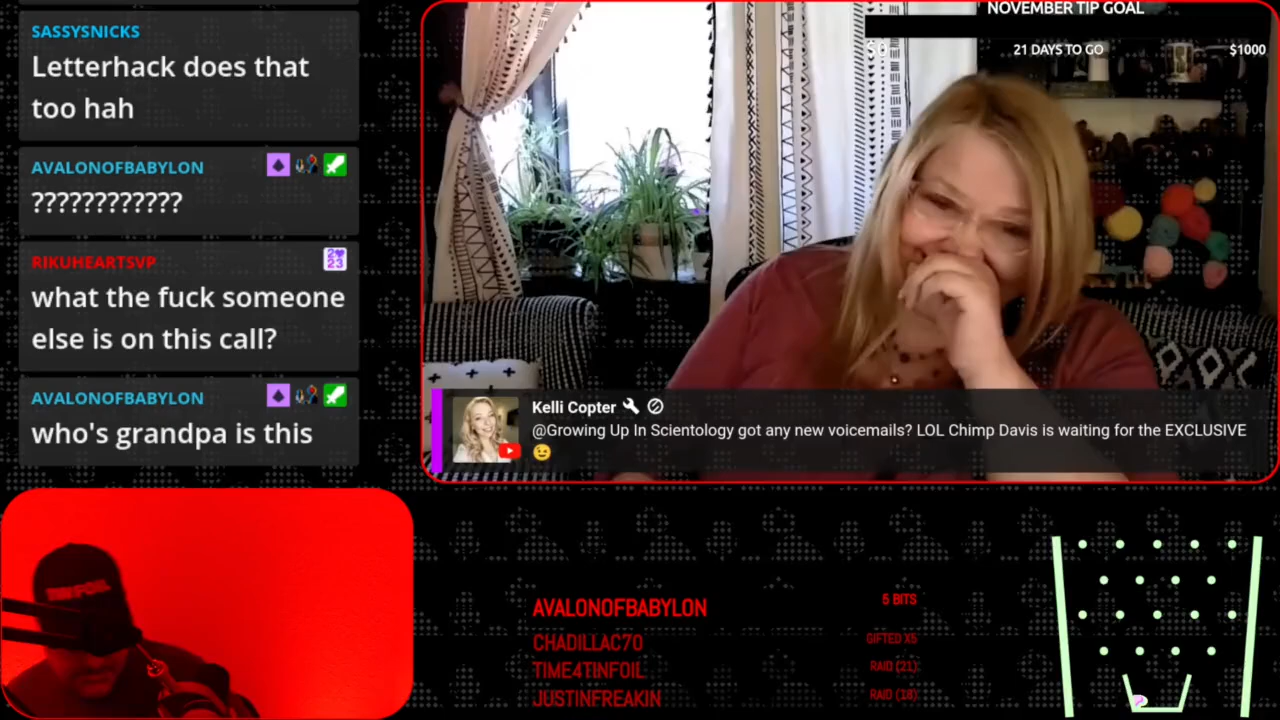 SASSYSNICKS
Letterhack does that
too hah
AVALONOFBABYLON
????????????
RIKUHEARTSVP
what the fuck someone
else is on this call?
AVALONOFBABYLON
who's grandpa is this
NOVEMBER TIP GOAL
21 DAYS TO GO
$1000
Kelli Copter
@Growing Up In Scientology got any new voicemails? LOL Chimp Davis is waiting for the EXCLUSIVE
😉
AVALONOFBABYLON
5 BITS
CHADILLAC70
GIFTED X5
TIME4TINFOIL
RAID (21)
JUSTINFREAKIN
RAID (18)